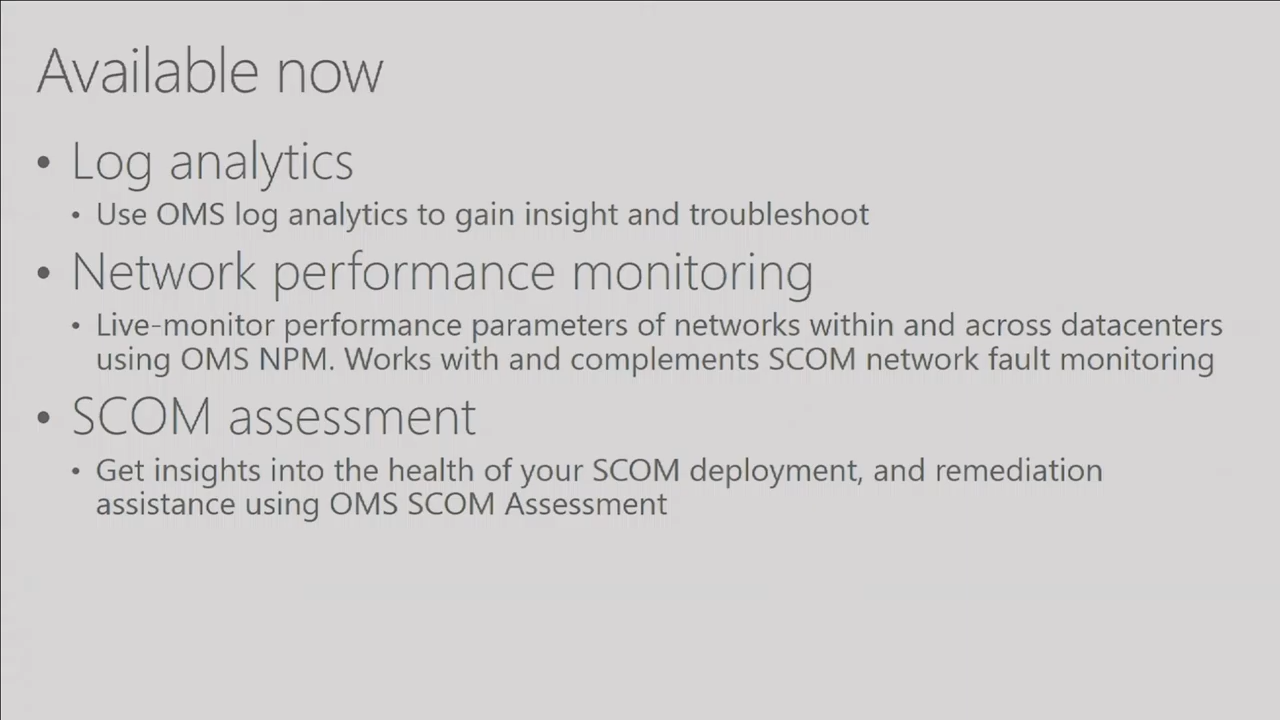 Available now
• Log analytics
• Use OMS log analytics to gain insight and troubleshoot
• Network performance monitoring
• Live-monitor performance parameters of networks within and across datacenters
using OMS NPM. Works with and complements SCOM network fault monitoring
• SCOM assessment
• Get insights into the health of your SCOM deployment, and remediation
assistance using OMS SCOM Assessment